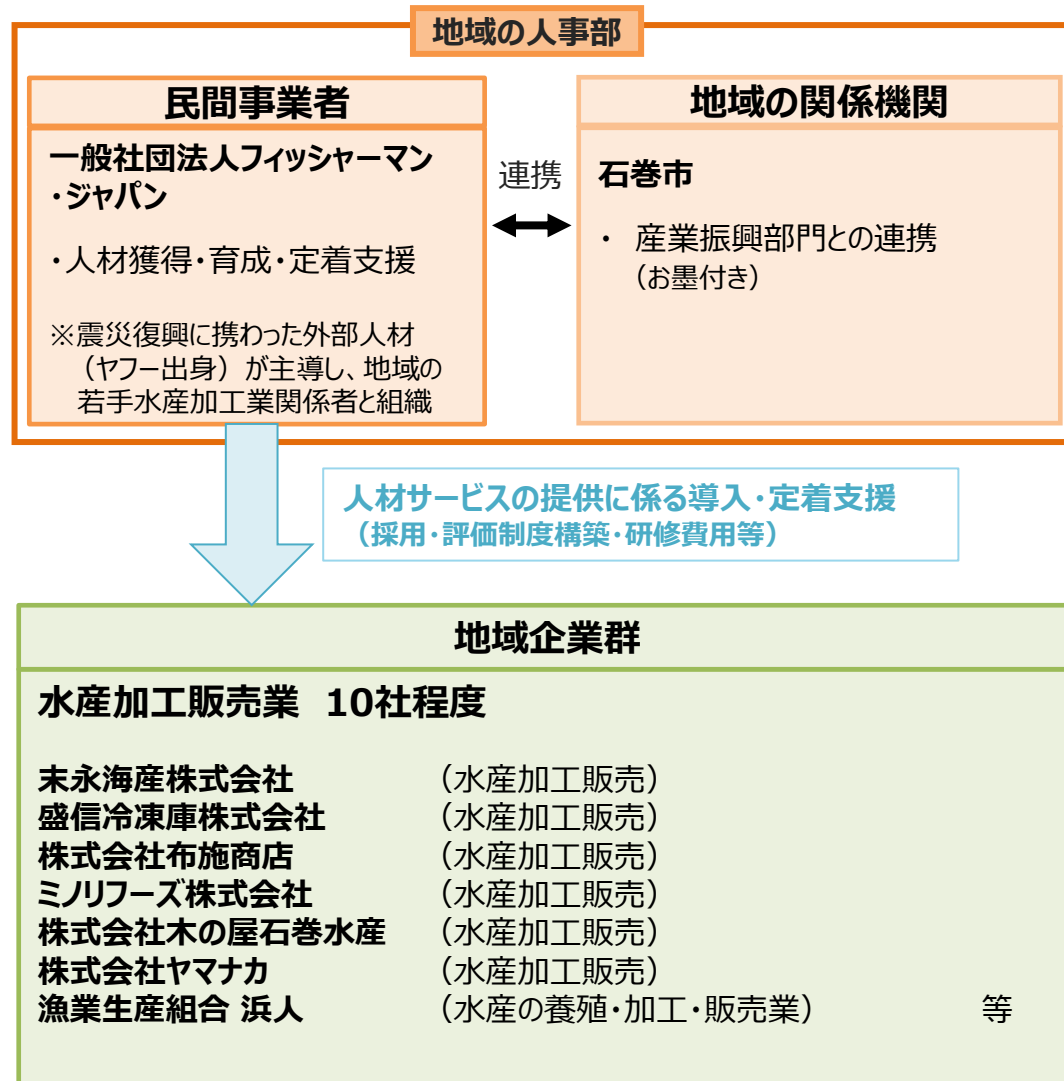 地域の人事部
民間事業者
一般社団法人フィッシャーマン
・ジャパン
・人材獲得・育成・定着支援
※震災復興に携わった外部人材
（ヤフー出身）が主導し、地域の
若手水産加工業関係者と組織
連携
地域の関係機関
石巻市
・ 産業振興部門との連携
（お墨付き）
人材サービスの提供に係る導入・定着支援
（採用・評価制度構築・研修費用等）
地域企業群
水産加工販売業 10社程度
末永海産株式会社 （水産加工販売）
盛信冷凍庫株式会社 （水産加工販売）
株式会社布施商店 （水産加工販売）
ミノリフーズ株式会社 （水産加工販売）
株式会社木の屋石巻水産 （水産加工販売）
株式会社ヤマナカ （水産加工販売）
漁業生産組合 浜人 （水産の養殖・加工・販売業） 等